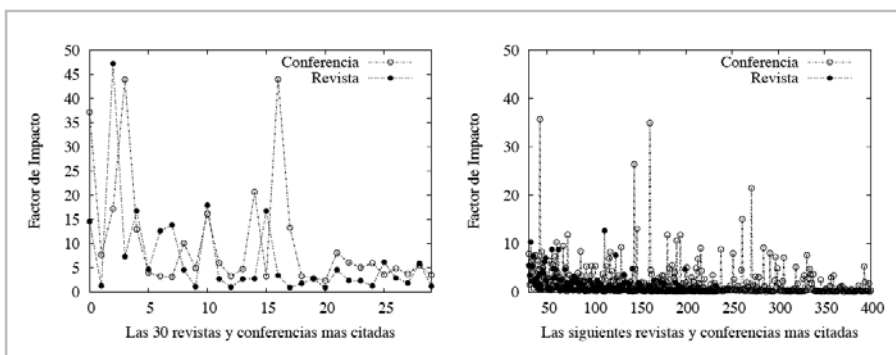 50
45
40
35
30
25
20
15
10
5
0
Factor de Impacto
Conferencia
Revista
0 5 10 15 20 25
Las 30 revistas y conferencias mas citadas
50
40
30
20
10
0
Factor de Impacto
Conferencia
Revista
50 100 150 200 250 300 350 400
Las siguientes revistas y conferencias mas citadas